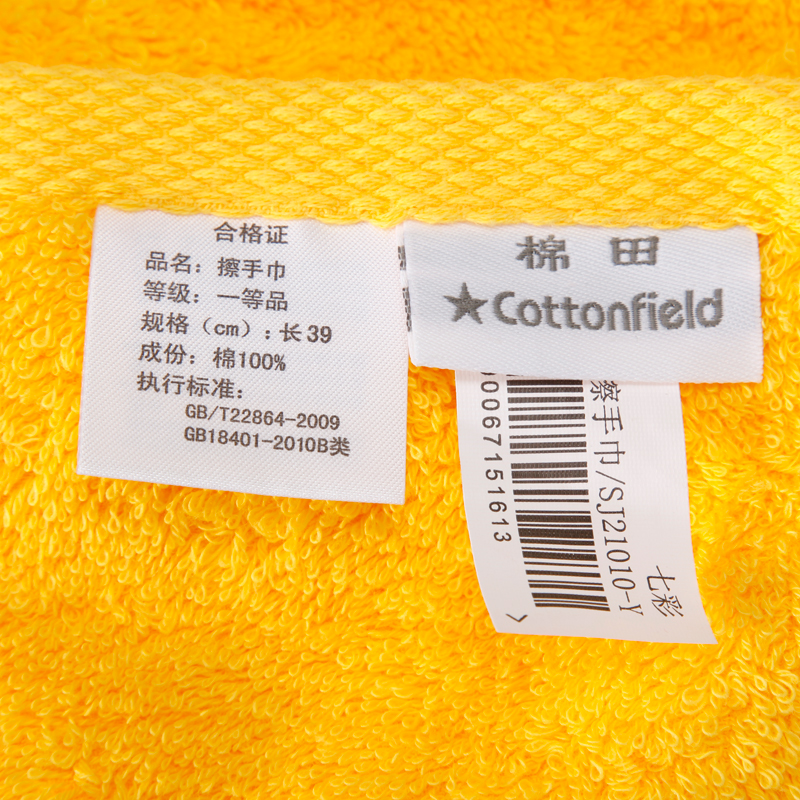 合格证
品名：擦手巾
等级：一等品
规格（cm）：长39
成份：棉100%
执行标准：
GB/T22864-2009
GB18401-2010B类
棉田
★Cottonfield
擦手巾/SJ21010-Y
七彩
0067151613